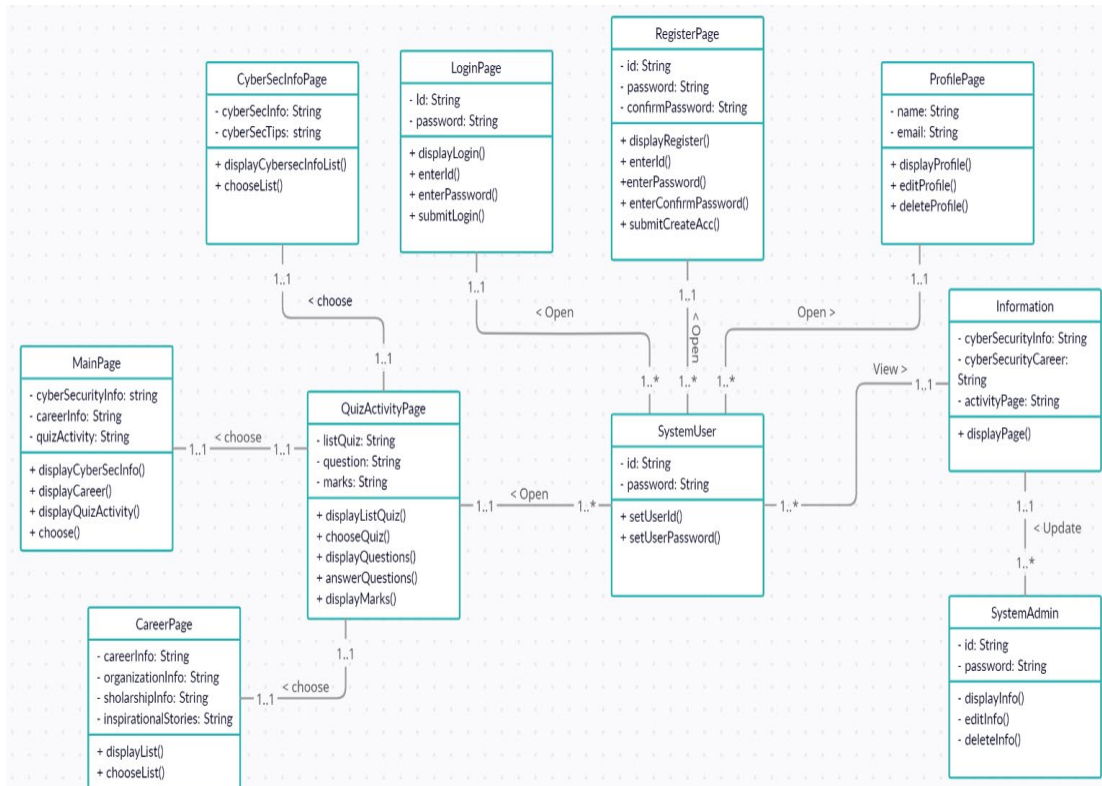 RegisterPage
- id: String
- password: String
- confirmPassword: String
+ displayRegister()
+ enterId()
+enterPassword()
+ enterConfirmPassword()
+ submitCreateAcc()
CyberSecInfoPage
- cyberSecInfo: String
- cyberSecTips: string
+ displayCybersecInfoList()
+ chooseList()
LoginPage
- Id: String
- password: String
+ displayLogin()
+ enterId()
+ enterPassword()
+ submitLogin()
ProfilePage
- name: String
- email: String
+ displayProfile()
+ editProfile()
+ deleteProfile()
1..1
< choose
1..1
1..1
< Open
1..*
1..1
< Open
1..*
1..1
Open >
1..*
Information
- cyberSecurityInfo: String
- cyberSecurityCareer:
String
- activityPage: String
+ displayPage()
View >
1..1
1..*
MainPage
- cyberSecurityInfo: string
- careerInfo: String
- quizActivity: String
+ displayCyberSecInfo()
+ displayCareer()
+ displayQuizActivity()
+ choose()
1..1
< choose
1..1
QuizActivityPage
- listQuiz: String
- question: String
- marks: String
+ displayListQuiz()
+ chooseQuiz()
+ displayQuestions()
+ answerQuestions()
+ displayMarks()
1..1
< Open
1..*
SystemUser
- id: String
- password: String
+ setUserId()
+ setUserPassword()
1..1
< Update
1..*
SystemAdmin
- id: String
- password: String
- displayInfo()
- editInfo()
- deleteInfo()
CareerPage
- careerInfo: String
- organizationInfo: String
- sholarshipInfo: String
- inspirationalStories: String
+ displayList()
+ chooseList()
1..1
< choose
1..1